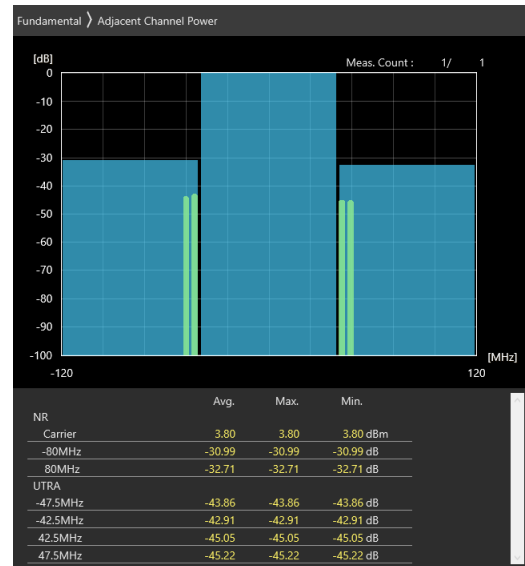 Fundamental 〉 Adjacent Channel Power
[dB]
Meas. Count : 1/ 1
0
-10
-20
-30
-40
-50
-60
-70
-80
-90
-100
[MHz]
-120 120
Avg. Max. Min.
NR
Carrier 3.80 3.80 3.80 dBm
-80MHz -30.99 -30.99 -30.99 dB
80MHz -32.71 -32.71 -32.71 dB
UTRA
-47.5MHz -43.86 -43.86 -43.86 dB
-42.5MHz -42.91 -42.91 -42.91 dB
42.5MHz -45.05 -45.05 -45.05 dB
47.5MHz -45.22 -45.22 -45.22 dB